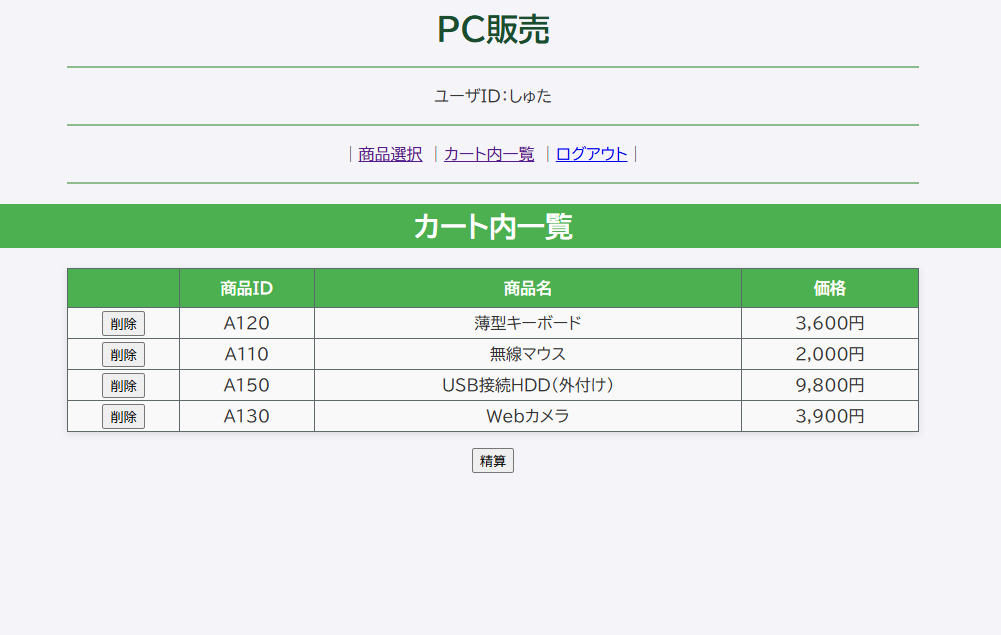 PC販売
ユーザID：しゅた
｜商品選択 ｜カート内一覧 ｜ログアウト｜
カート内一覧
商品ID 商品名 価格
削除 A120 薄型キーボード 3,600円
削除 A110 無線マウス 2,000円
削除 A150 USB接続HDD（外付け） 9,800円
削除 A130 Webカメラ 3,900円
精算